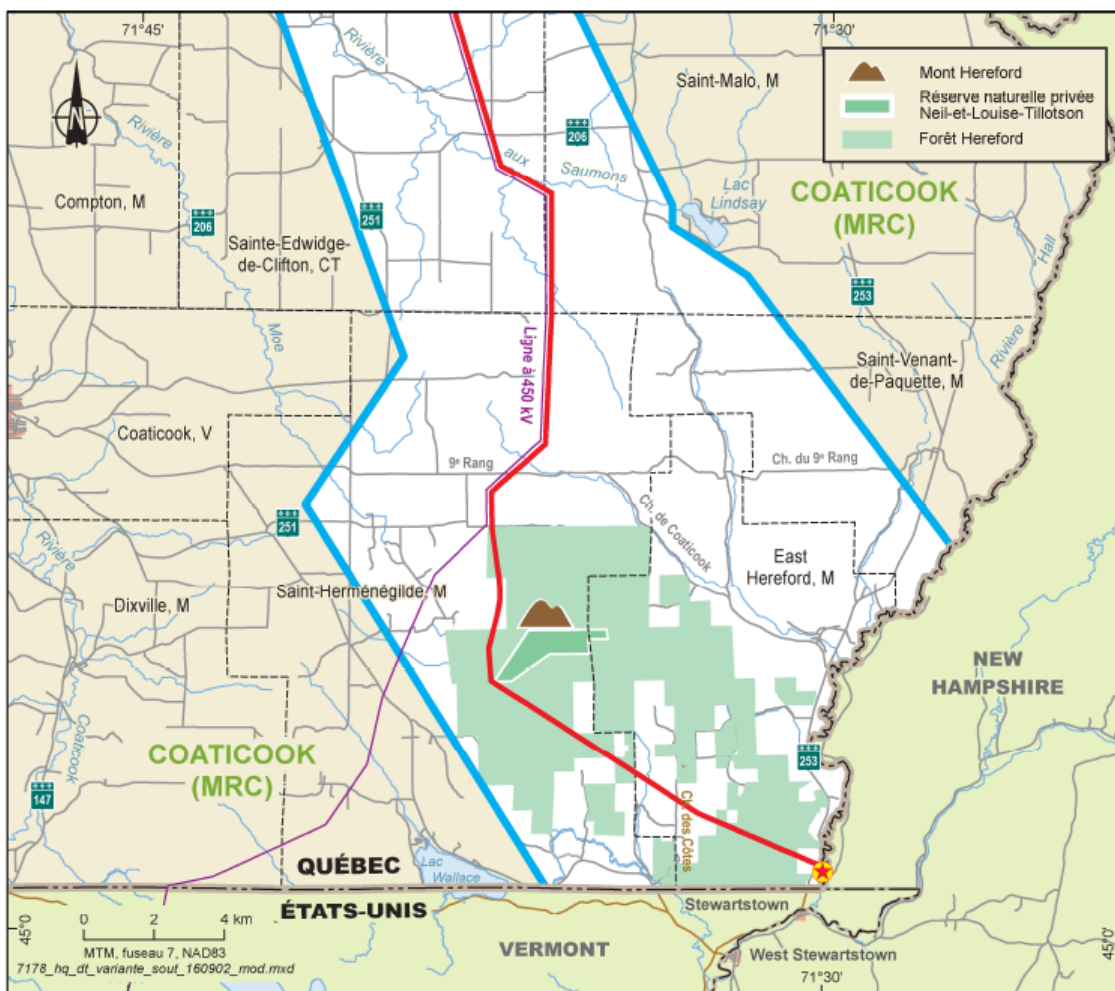 71°45'
71°30'
Mont Hereford
Réserve naturelle privée
Neil-et-Louise-Tillotson
Forêt Hereford
N
Rivière
Rivière
Saint-Malo, M
206
aux
Saumons
Lac
Lindsay
COATICOOK
(MRC)
Compton, M
206
251
Sainte-Edwidge-
de-Clifton, CT
Hall
Rivière
253
Moe
Ligne à 450 kV
Saint-Venant-
de-Paquette, M
Coaticook, V
9e Rang
Ch. du 9e Rang
Ch. de Coaticook
251
Rivière
East
Hereford, M
Saint-Herménégilde, M
Dixville, M
NEW
HAMPSHIRE
Coaticook
COATICOOK
(MRC)
253
147
Ch. des Côtes
QUÉBEC
Lac
Wallace
ÉTATS-UNIS
Stewartstown
45°0'
0 2 4 km
MTM, fuseau 7, NAD83
7178_hq_dt_variante_sout_160902_mod.mxd
VERMONT
West Stewartstown
71°30'
45°0'